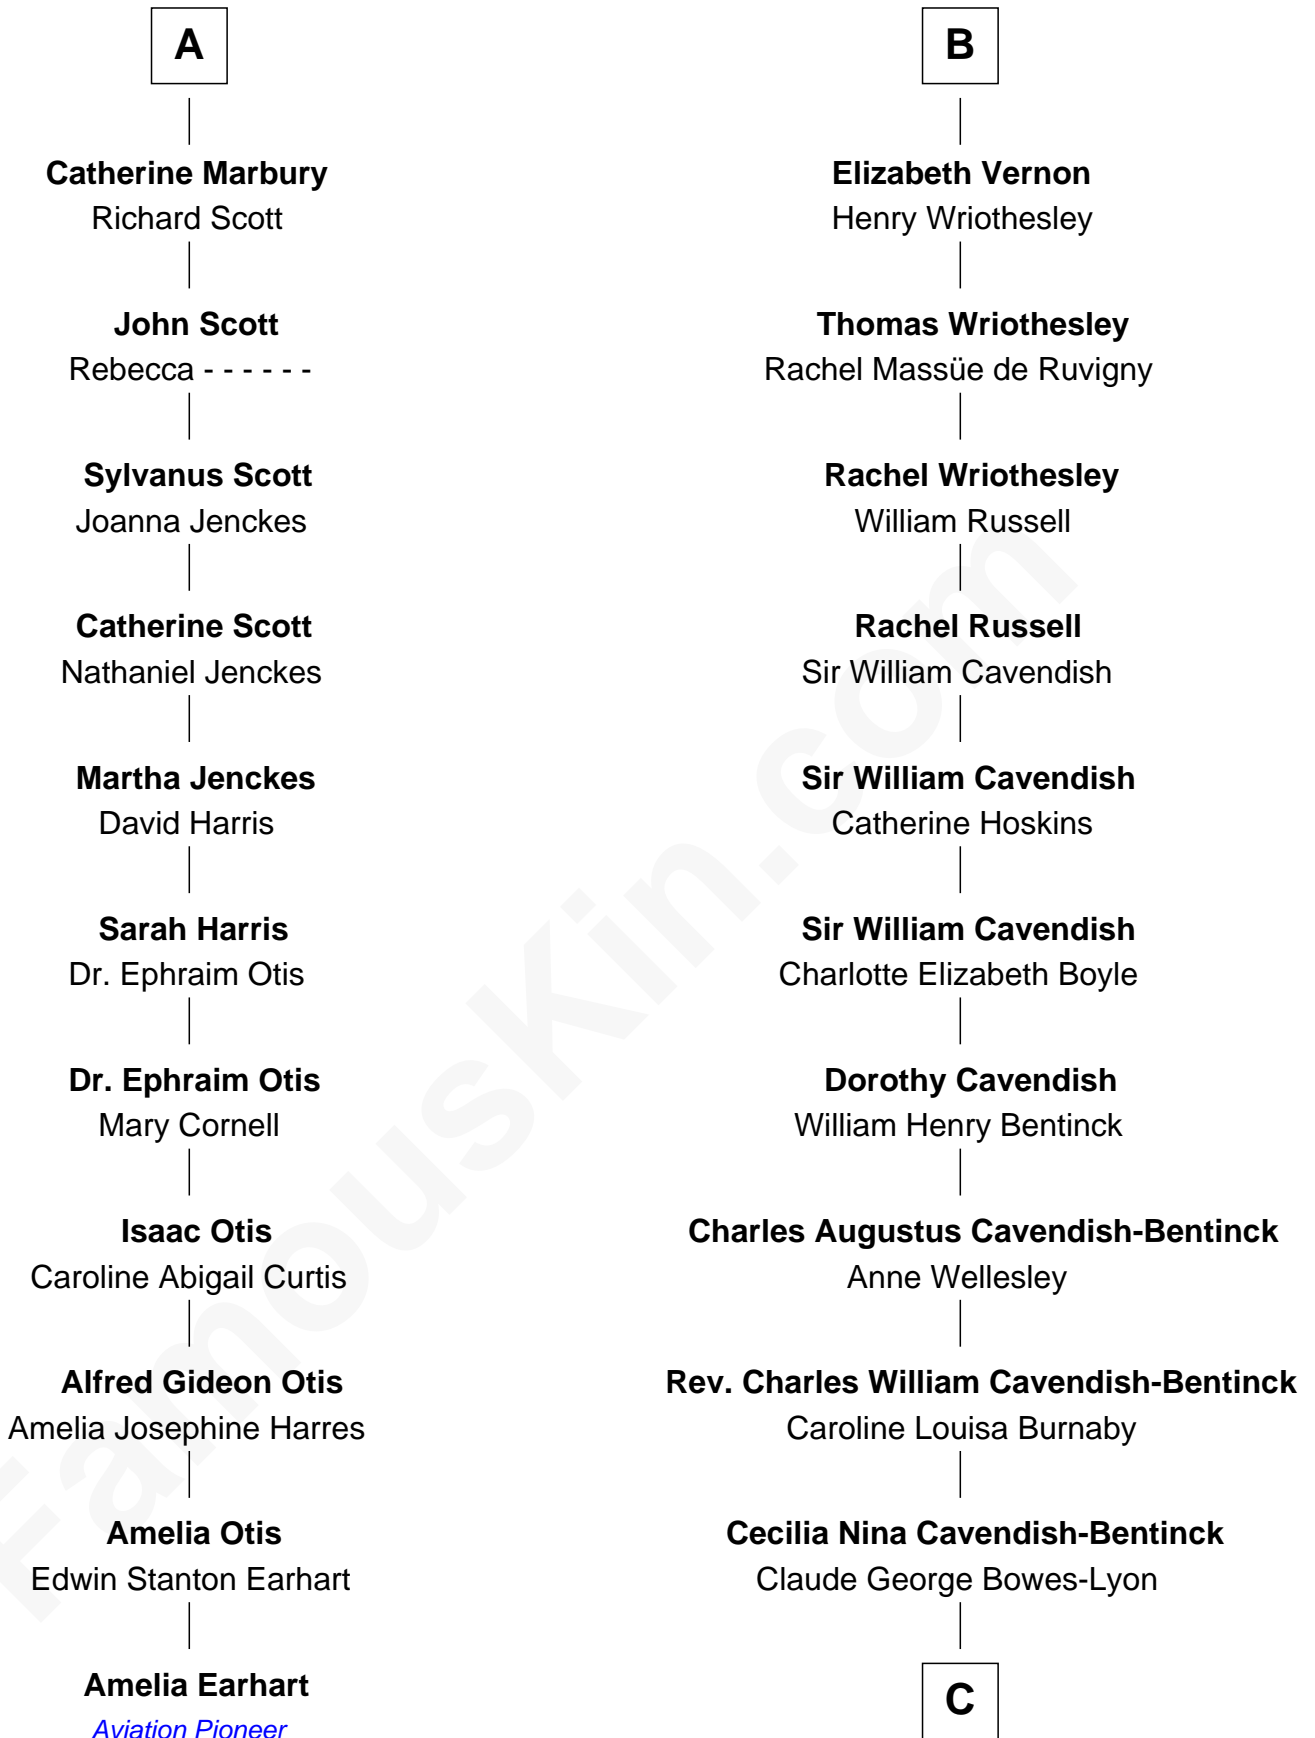 A
Catherine Marbury
Richard Scott
John Scott
Rebecca - - - - - -
Sylvanus Scott
Joanna Jenckes
Catherine Scott
Nathaniel Jenckes
Martha Jenckes
David Harris
Sarah Harris
Dr. Ephraim Otis
Dr. Ephraim Otis
Mary Cornell
Isaac Otis
Caroline Abigail Curtis
Alfred Gideon Otis
Amelia Josephine Harres
Amelia Otis
Edwin Stanton Earhart
Amelia Earhart
Aviation Pioneer
B
Elizabeth Vernon
Henry Wriothesley
Thomas Wriothesley
Rachel Massüe de Ruvigny
Rachel Wriothesley
William Russell
Rachel Russell
Sir William Cavendish
Sir William Cavendish
Catherine Hoskins
Sir William Cavendish
Charlotte Elizabeth Boyle
Dorothy Cavendish
William Henry Bentinck
Charles Augustus Cavendish-Bentinck
Anne Wellesley
Rev. Charles William Cavendish-Bentinck
Caroline Louisa Burnaby
Cecilia Nina Cavendish-Bentinck
Claude George Bowes-Lyon
C
FamousKin.com